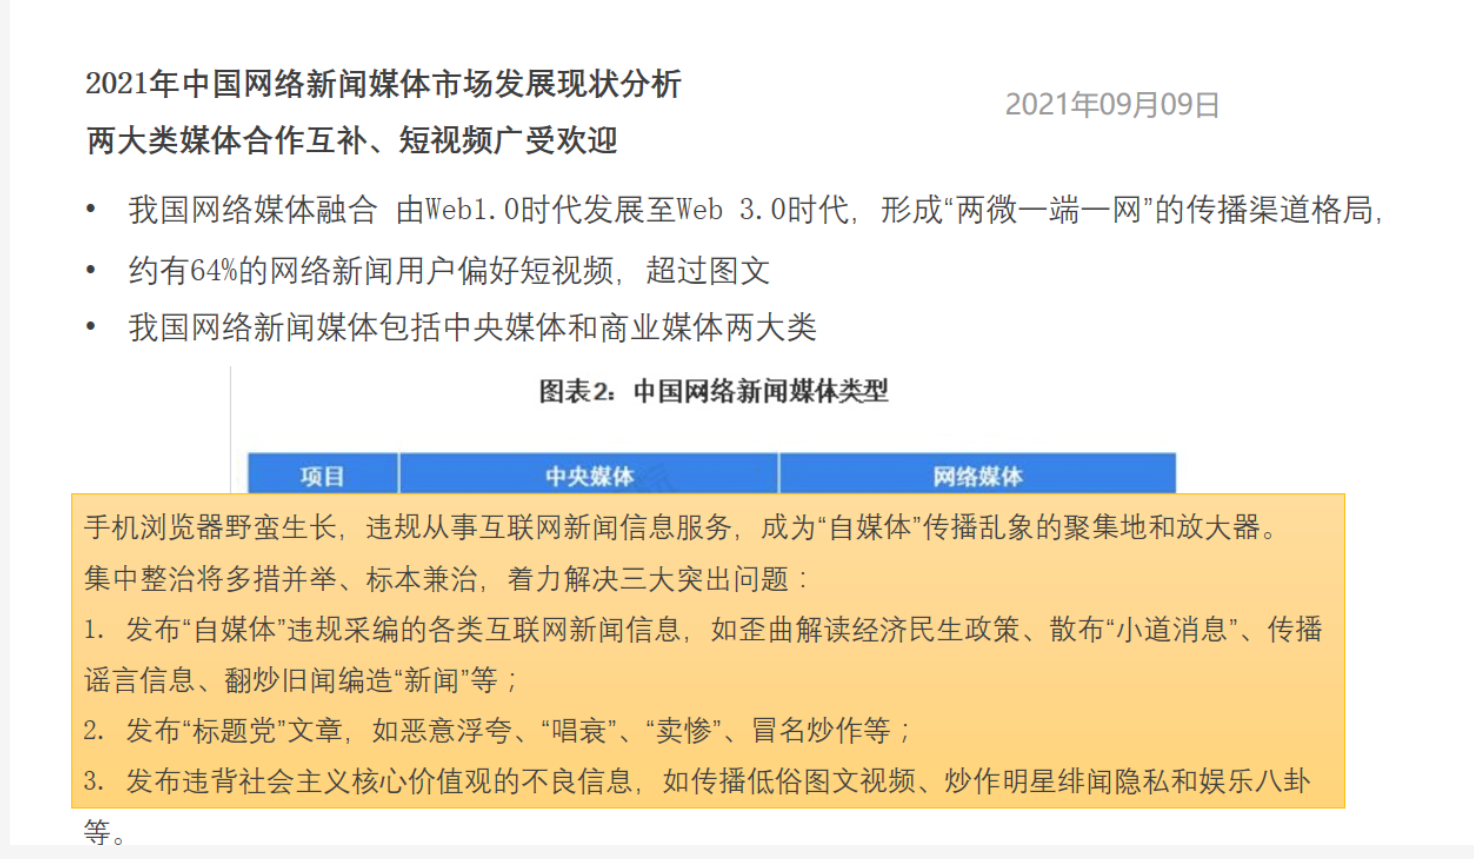 2021年中国网络新闻媒体市场发展现状分析
2021年09月09日
两大类媒体合作互补、短视频广受欢迎
• 我国网络媒体融合 由Web1.0时代发展至Web 3.0时代，形成“两微一端一网”的传播渠道格局，
• 约有64%的网络新闻用户偏好短视频，超过图文
• 我国网络新闻媒体包括中央媒体和商业媒体两大类
图表2：中国网络新闻媒体类型
项目 中央媒体 网络媒体
手机浏览器野蛮生长，违规从事互联网新闻信息服务，成为“自媒体”传播乱象的聚集地和放大器。
集中整治将多措并举、标本兼治，着力解决三大突出问题：
1. 发布“自媒体”违规采编的各类互联网新闻信息，如歪曲解读经济民生政策、散布“小道消息”、传播
谣言信息、翻炒旧闻编造“新闻”等；
2. 发布“标题党”文章，如恶意浮夸、“唱衰”、“卖惨”、冒名炒作等；
3. 发布违背社会主义核心价值观的不良信息，如传播低俗图文视频、炒作明星绯闻隐私和娱乐八卦
等。